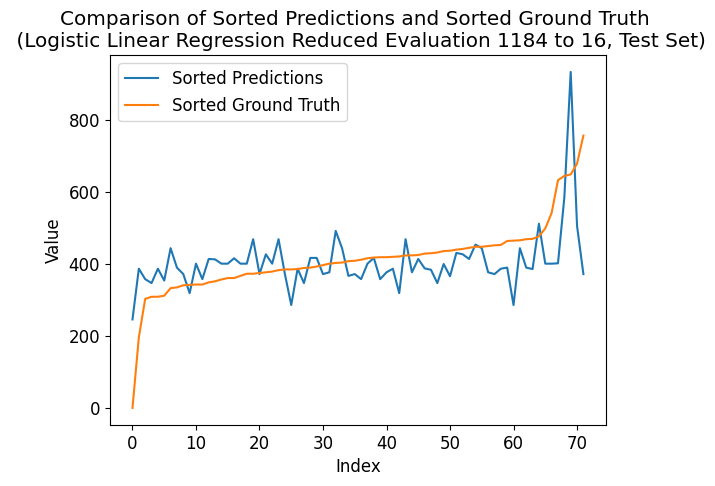 Comparison of Sorted Predictions and Sorted Ground Truth
(Logistic Linear Regression Reduced Evaluation 1184 to 16, Test Set)
Sorted Predictions
Sorted Ground Truth
800
600
400
200
0
Value
0 10 20 30 40 50 60 70
Index